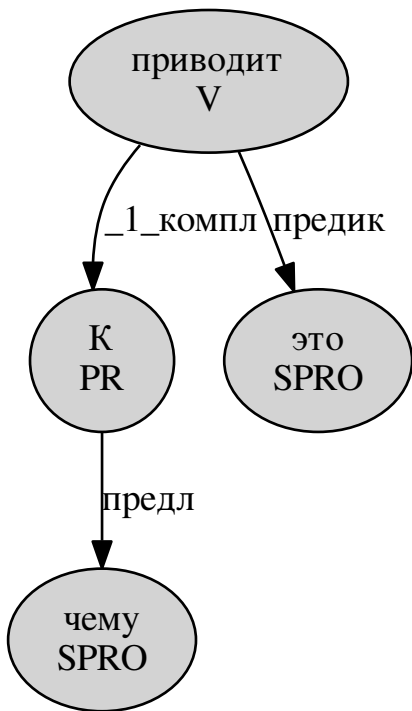 приводит
V
_1_компл предик
К
PR
это
SPRO
предл
чему
SPRO